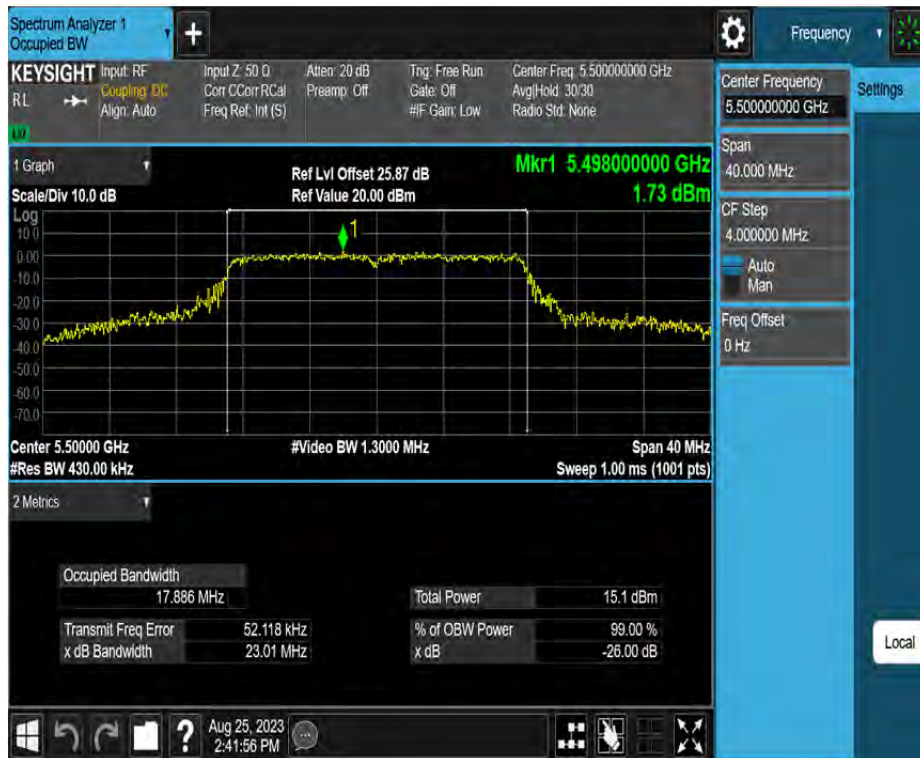 Spectrum Analyzer 1
Occupied BW
+
Frequency
KEYSIGHT
RL
Input: RF
Coupling: DC
Align: Auto
Input Z: 50 Ω
Corr CCorr RCal
Freq Ref: Int (S)
Atten: 20 dB
Preamp: Off
Trig: Free Run
Gate: Off
#IF Gain: Low
Center Freq: 5.500000000 GHz
Avg|Hold: 30/30
Radio Std: None
Center Frequency
5.500000000 GHz
Settings
Span
40.000 MHz
CF Step
4.000000 MHz
Auto
Man
Freq Offset
0 Hz
1 Graph
Scale/Div 10.0 dB
Ref Lvl Offset 25.87 dB
Ref Value 20.00 dBm
Mkr1 5.498000000 GHz
1.73 dBm
Log
10.0
0.00
-10.0
-20.0
-30.0
-40.0
-50.0
-60.0
-70.0
1
Center 5.50000 GHz
#Video BW 1.3000 MHz
Span 40 MHz
#Res BW 430.00 kHz
Sweep 1.00 ms (1001 pts)
2 Metrics
Occupied Bandwidth
17.886 MHz
Total Power 15.1 dBm
Transmit Freq Error 52.118 kHz
% of OBW Power 99.00 %
x dB Bandwidth 23.01 MHz
x dB -26.00 dB
Local
?
Aug 25, 2023
2:41:56 PM